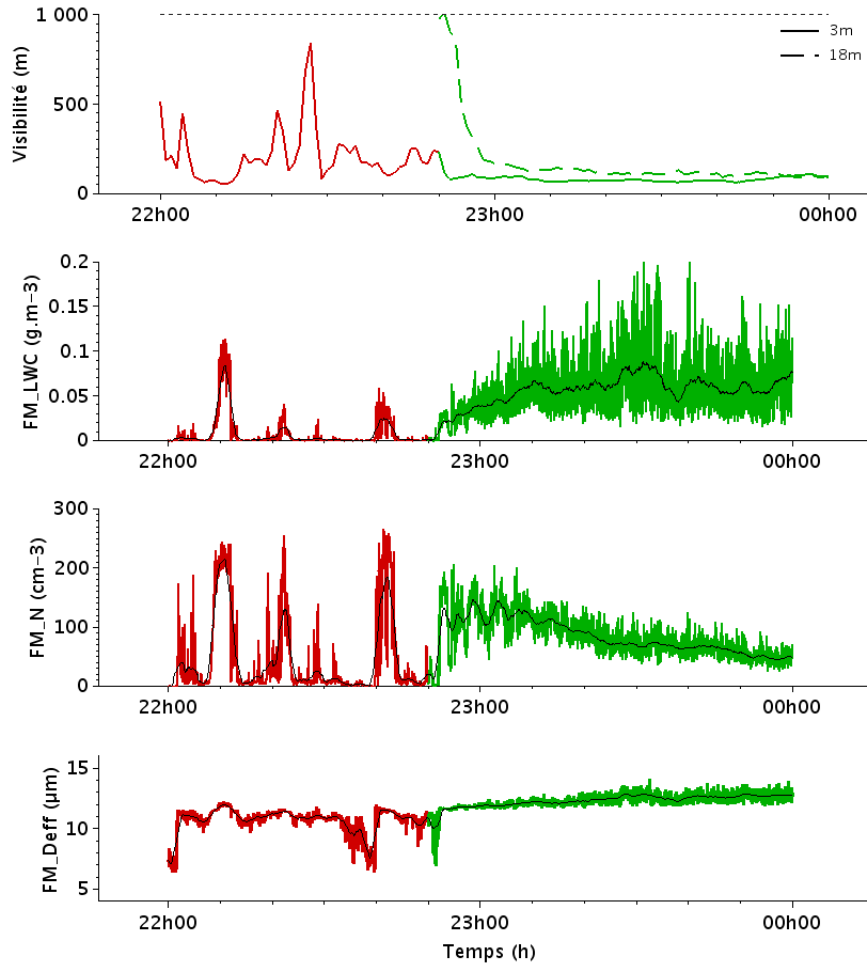 1 000
500
0
Visibilité (m)
3m
18m
22h00 23h00 00h00
0.2
0.15
0.1
0.05
0
FM_LWC (g.m−3)
22h00 23h00 00h00
300
200
100
0
FM_N (cm−3)
22h00 23h00 00h00
15
10
5
FM_Deff (µm)
22h00 23h00 00h00
Temps (h)